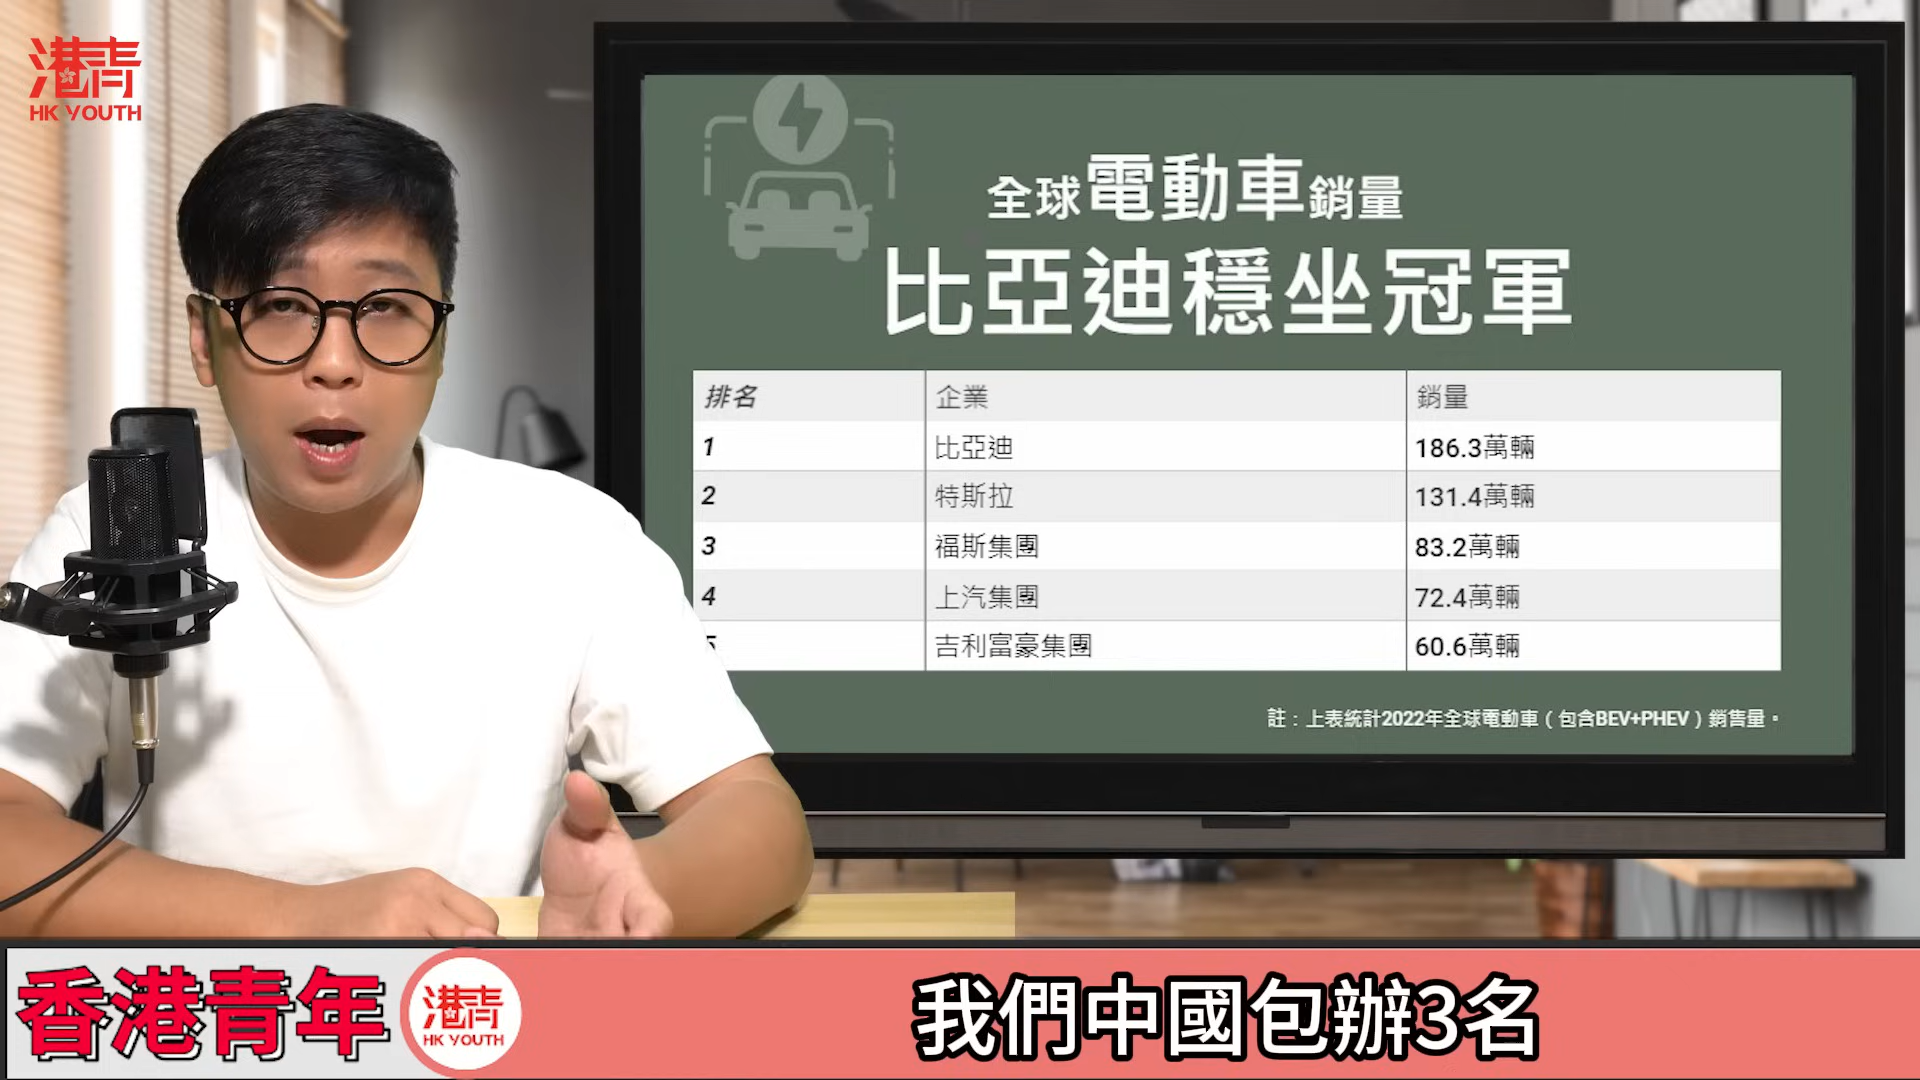 港青
HK YOUTH
全球電動車銷量
比亞迪穩坐冠軍
排名 企業 銷量
1 比亞迪 186.3萬輛
2 特斯拉 131.4萬輛
3 福斯集團 83.2萬輛
4 上汽集團 72.4萬輛
吉利富豪集團 60.6萬輛
註：上表統計2022年全球電動車（包含BEV+PHEV）銷售量。
香港青年
港青
HK YOUTH
我們中國包辦3名